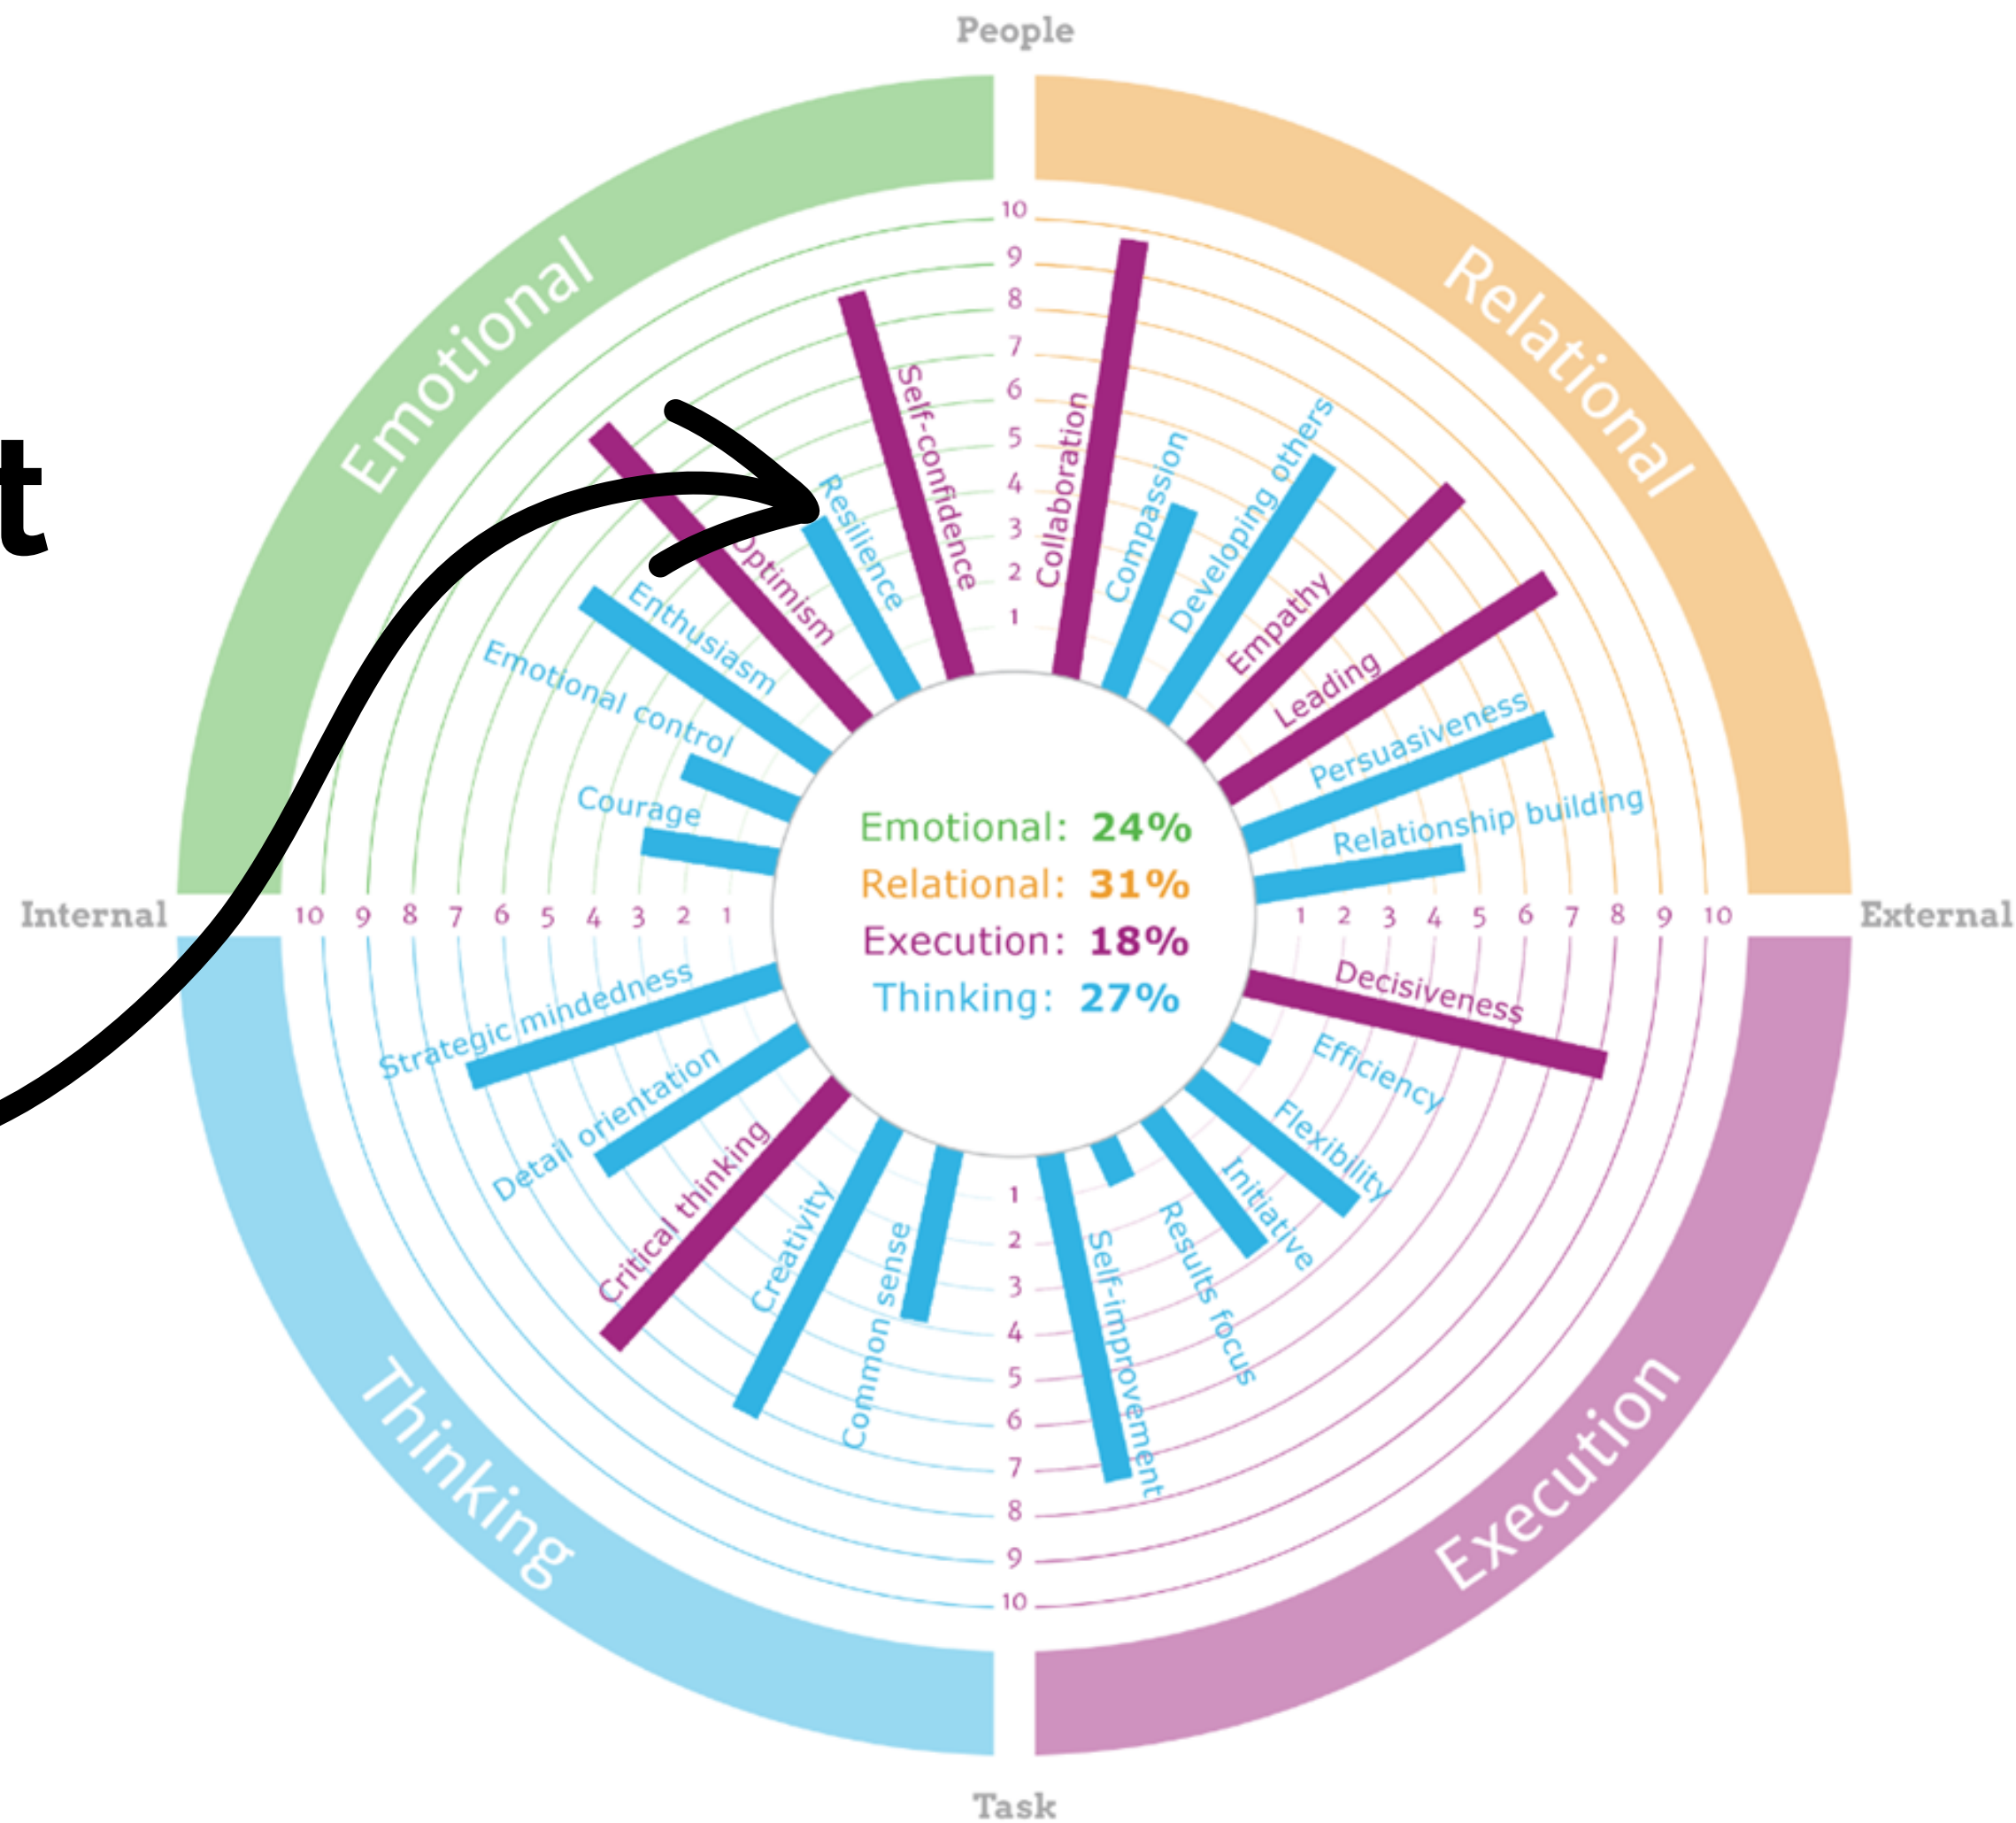 People
Emotional
Relational
10
9
8
7
6
5
4
3
2
1
Self-confidence
Resilience
Optimism
Enthusiasm
Emotional control
Courage
Collaboration
Compassion
Developing others
Empathy
Leading
Persuasiveness
Relationship building
t
Emotional: 24%
Relational: 31%
Execution: 18%
Thinking: 27%
Internal
10 9 8 7 6 5 4 3 2 1
1 2 3 4 5 6 7 8 9 10
External
Strategic mindedness
Detail orientation
Critical thinking
Creativity
Common sense
Decisiveness
Efficiency
Flexibility
Initiative
Results focus
Self-improvement
1
2
3
4
5
6
7
8
9
10
Thinking
Execution
Task